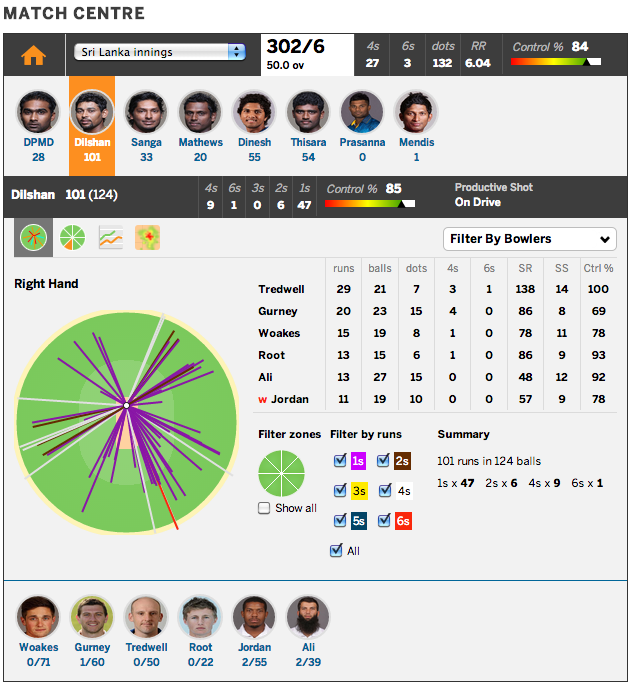 MATCH CENTRE
Sri Lanka innings
302/6
50.0 ov
4s 6s dots RR Control % 84
27 3 132 6.04
DPMD Dilshan Sanga Mathews Dinesh Thisara Prasanna Mendis
28 101 33 20 55 54 0 1
Dilshan 101 (124)
4s 6s 3s 2s 1s
9 1 0 6 47
Control % 85
Productive Shot
On Drive
Filter By Bowlers
Right Hand
runs balls dots 4s 6s SR SS Ctrl %
Tredwell 29 21 7 3 1 138 14 100
Gurney 20 23 15 4 0 86 8 69
Woakes 15 19 8 1 0 78 11 78
Root 13 15 6 1 0 86 9 93
Ali 13 27 15 0 0 48 12 92
w Jordan 11 19 10 0 0 57 9 78
Filter zones
Show all
Filter by runs
1s 2s
3s 4s
5s 6s
All
Summary
101 runs in 124 balls
1s x 47 2s x 6 4s x 9 6s x 1
Woakes Gurney Tredwell Root Jordan Ali
0/71 1/60 0/50 0/22 2/55 2/39